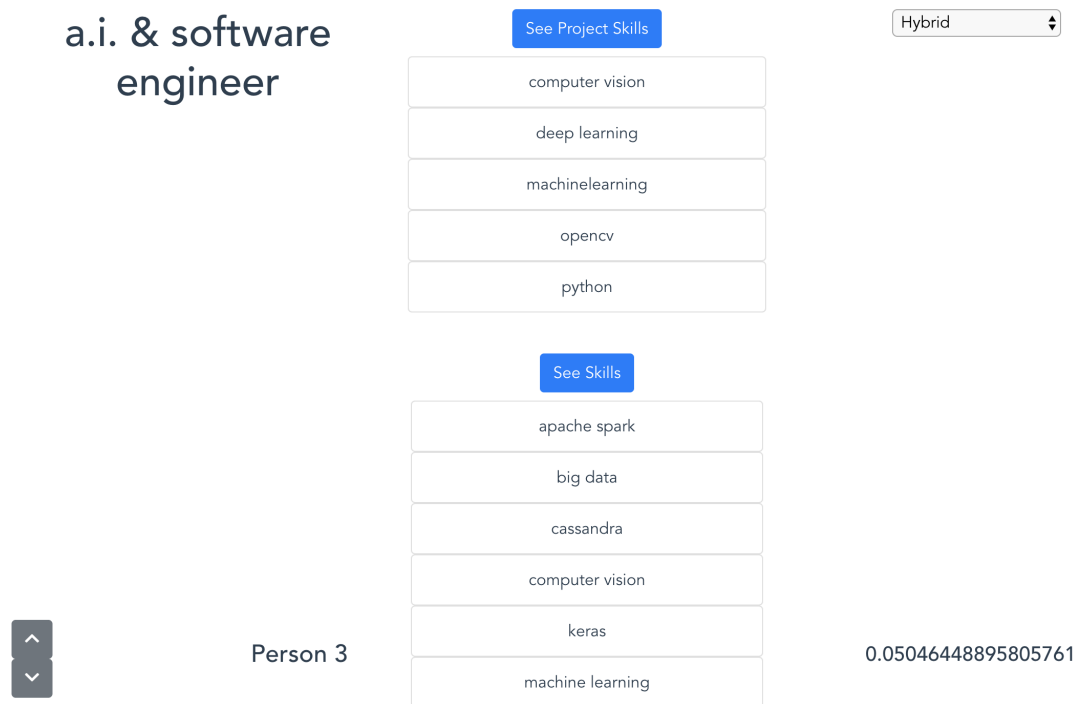 a.i. & software
engineer
See Project Skills
computer vision
deep learning
machinelearning
opencv
python
Hybrid
See Skills
apache spark
big data
cassandra
computer vision
keras
machine learning
Person 3
0.05046448895805761